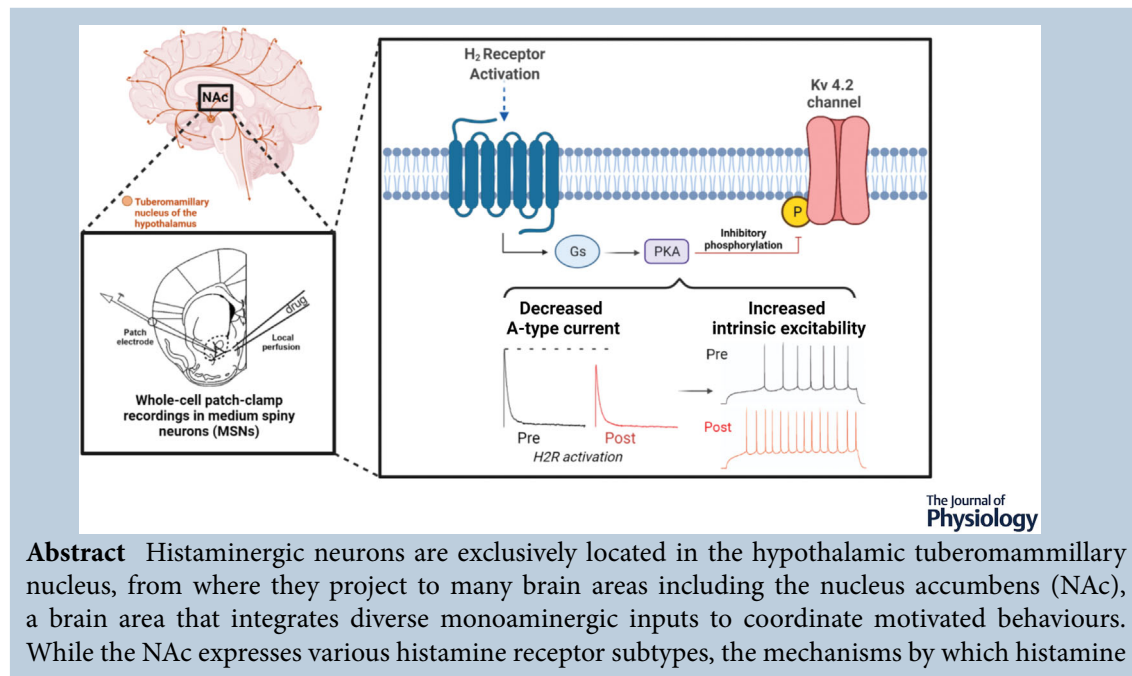 NAc
Tuberomamillary
nucleus of the
hypothalamus
Patch
electrode
drug
Local
perfusion
Whole-cell patch-clamp
recordings in medium spiny
neurons (MSNs)
H2 Receptor
Activation
Kv 4.2
channel
P
Gs
PKA
Inhibitory
phosphorylation
Decreased
A-type current
Pre
Post
H2R activation
Increased
intrinsic excitability
Pre
Post
The Journal of
Physiology
Abstract Histaminergic neurons are exclusively located in the hypothalamic tuberomammillary
nucleus, from where they project to many brain areas including the nucleus accumbens (NAc),
a brain area that integrates diverse monoaminergic inputs to coordinate motivated behaviours.
While the NAc expresses various histamine receptor subtypes, the mechanisms by which histamine